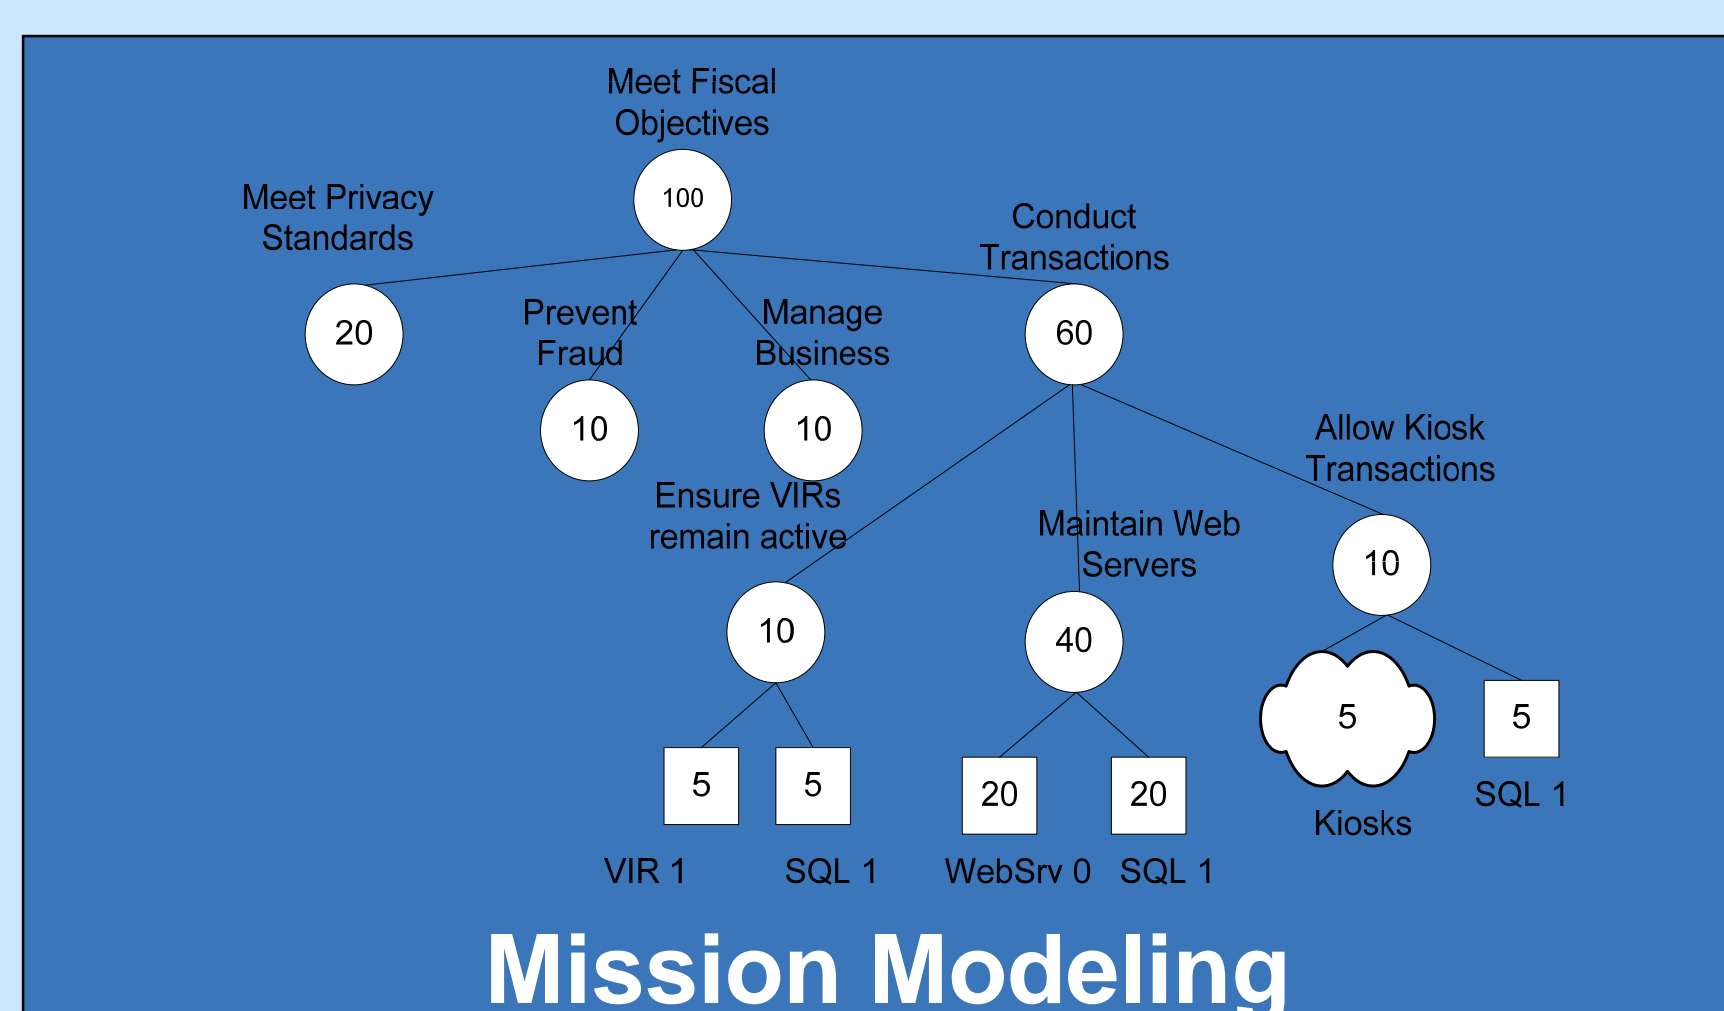 Meet Fiscal
Objectives
100
Meet Privacy
Standards
20
Prevent
Fraud
10
Manage
Business
10
Conduct
Transactions
60
Ensure VIRs
remain active
10
Maintain Web
Servers
40
Allow Kiosk
Transactions
10
5
VIR 1
5
SQL 1
20
WebSrv 0
20
SQL 1
5
Kiosks
5
SQL 1
Mission Modeling